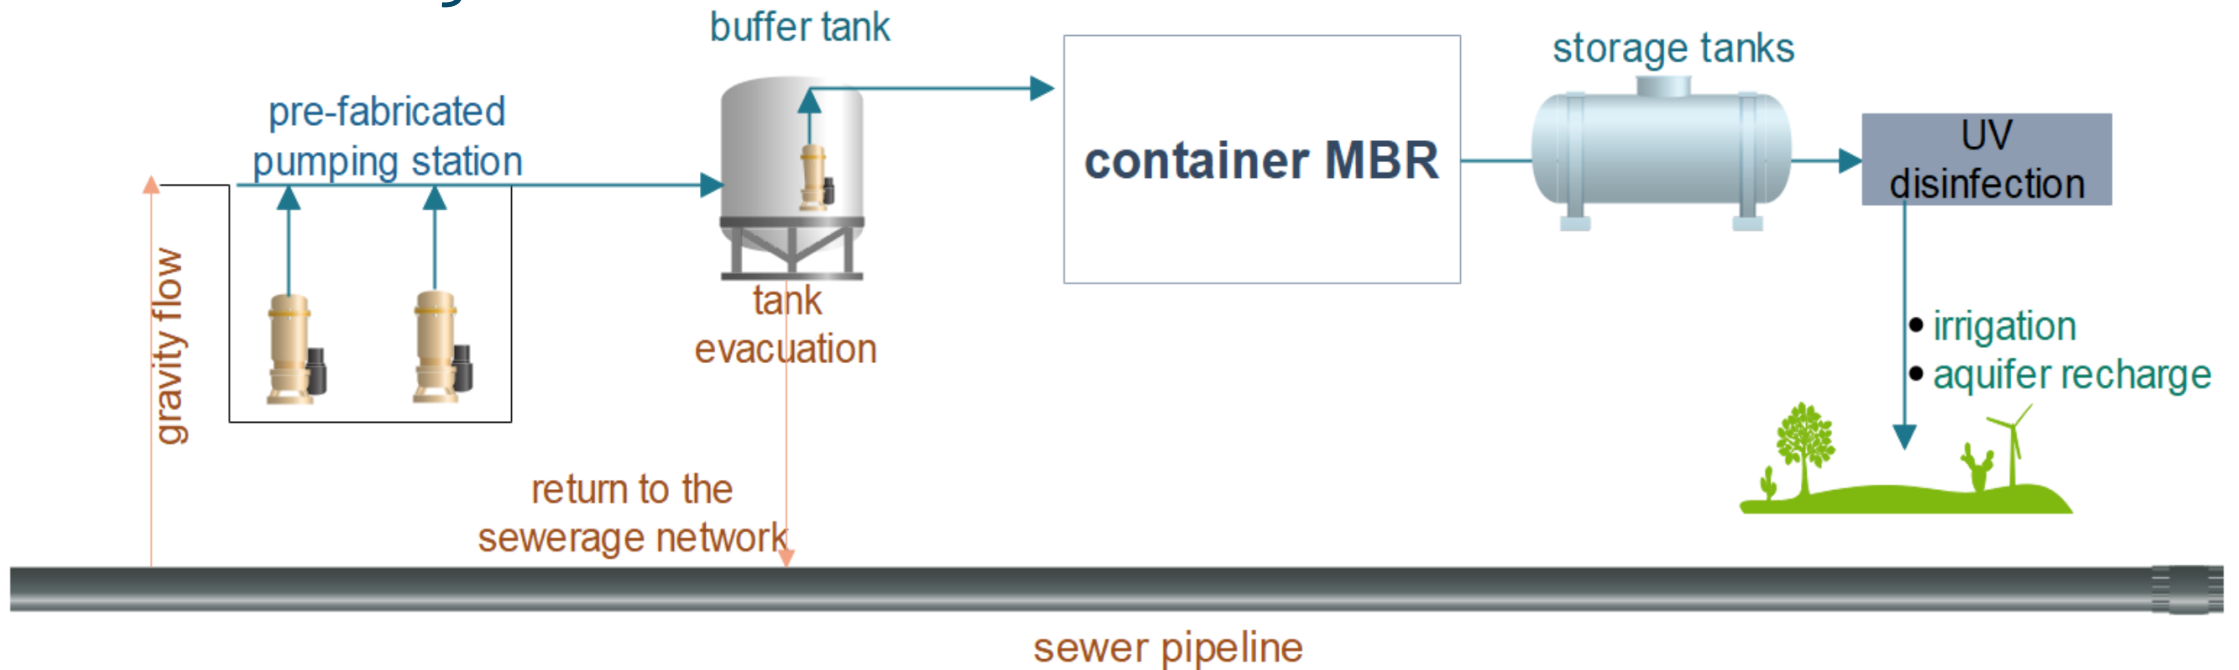 buffer tank
storage tanks
pre-fabricated
pumping station
container MBR
UV
disinfection
gravity flow
tank
evacuation
• irrigation
• aquifer recharge
return to the
sewerage network
sewer pipeline